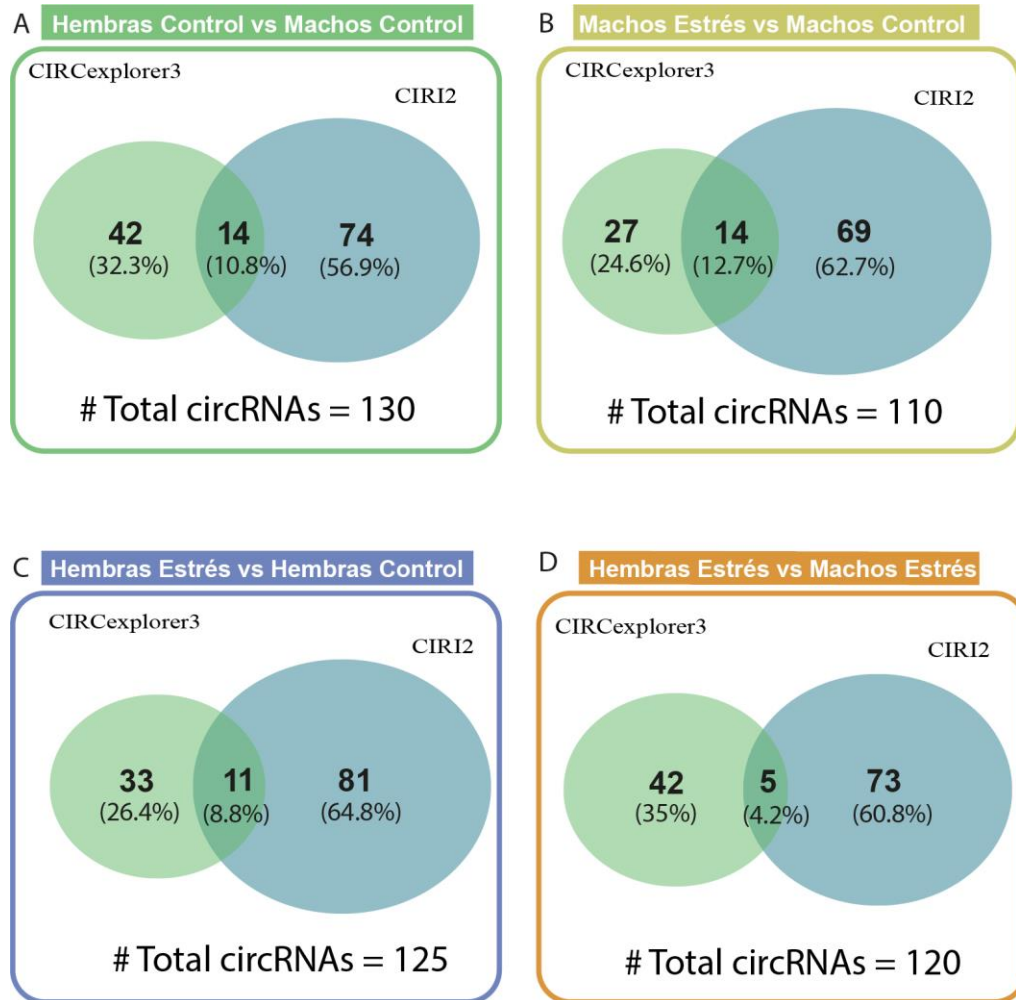 A Hembras Control vs Machos Control
CIRCexplorer3
CIRI2
42 14 74
(32.3%) (10.8%) (56.9%)
# Total circRNAs = 130
B Machos Estrés vs Machos Control
CIRCexplorer3
CIRI2
27 14 69
(24.6%) (12.7%) (62.7%)
# Total circRNAs = 110
C Hembras Estrés vs Hembras Control
CIRCexplorer3
CIRI2
33 11 81
(26.4%) (8.8%) (64.8%)
# Total circRNAs = 125
D Hembras Estrés vs Machos Estrés
CIRCexplorer3
CIRI2
42 5 73
(35%) (4.2%) (60.8%)
# Total circRNAs = 120